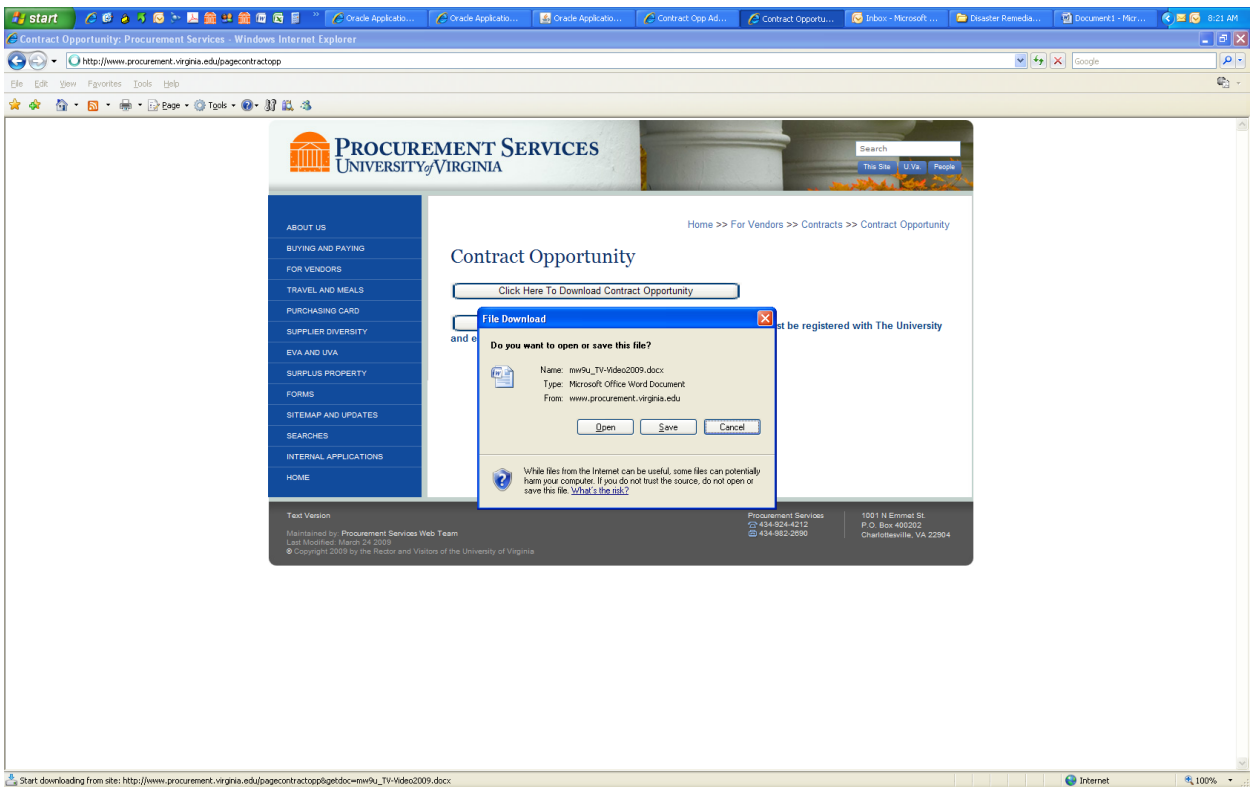 start
Oracle Applicatio...
Oracle Applicatio...
Oracle Applicatio...
Contract Opp Ad...
Contract Opportu...
Inbox - Microsoft ...
Disaster Remedia...
Document1 - Micr...
8:21 AM
Contract Opportunity: Procurement Services - Windows Internet Explorer
http://www.procurement.virginia.edu/pagecontractopp
Google
File Edit View Favorites Tools Help
Page Tools
PROCUREMENT SERVICES
UNIVERSITY of VIRGINIA
Search
This Site U.Va. People
ABOUT US
BUYING AND PAYING
FOR VENDORS
TRAVEL AND MEALS
PURCHASING CARD
SUPPLIER DIVERSITY
EVA AND UVA
SURPLUS PROPERTY
FORMS
SITEMAP AND UPDATES
SEARCHES
INTERNAL APPLICATIONS
HOME
Home >> For Vendors >> Contracts >> Contract Opportunity
Contract Opportunity
Click Here To Download Contract Opportunity
st be registered with The University
and e
File Download
Do you want to open or save this file?
Name: mw9u_TV-Video2009.docx
Type: Microsoft Office Word Document
From: www.procurement.virginia.edu
Open Save Cancel
While files from the Internet can be useful, some files can potentially
harm your computer. If you do not trust the source, do not open or
save this file. What's the risk?
Text Version
Maintained by: Procurement Services Web Team
Last Modified: March 24 2009
© Copyright 2009 by the Rector and Visitors of the University of Virginia
Procurement Services
434-924-4212
434-982-2690
1001 N Emmet St.
P.O. Box 400202
Charlottesville, VA 22904
Start downloading from site: http://www.procurement.virginia.edu/pagecontractopp&getdoc=mw9u_TV-Video2009.docx
Internet
100%